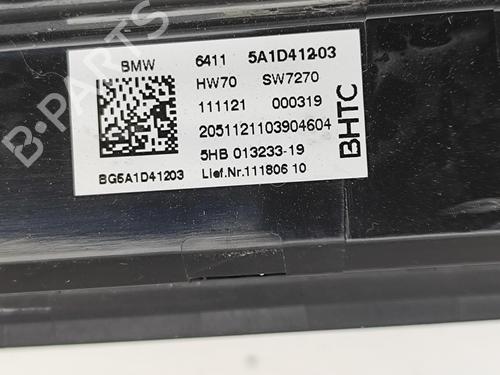 BMW 6411 5A1D412-03
HW70 SW7270
111121 000319
2051121103904604
5HB 013233-19
BG5A1D41203 Lief.Nr.111806 10
BHTC
B-PARTS